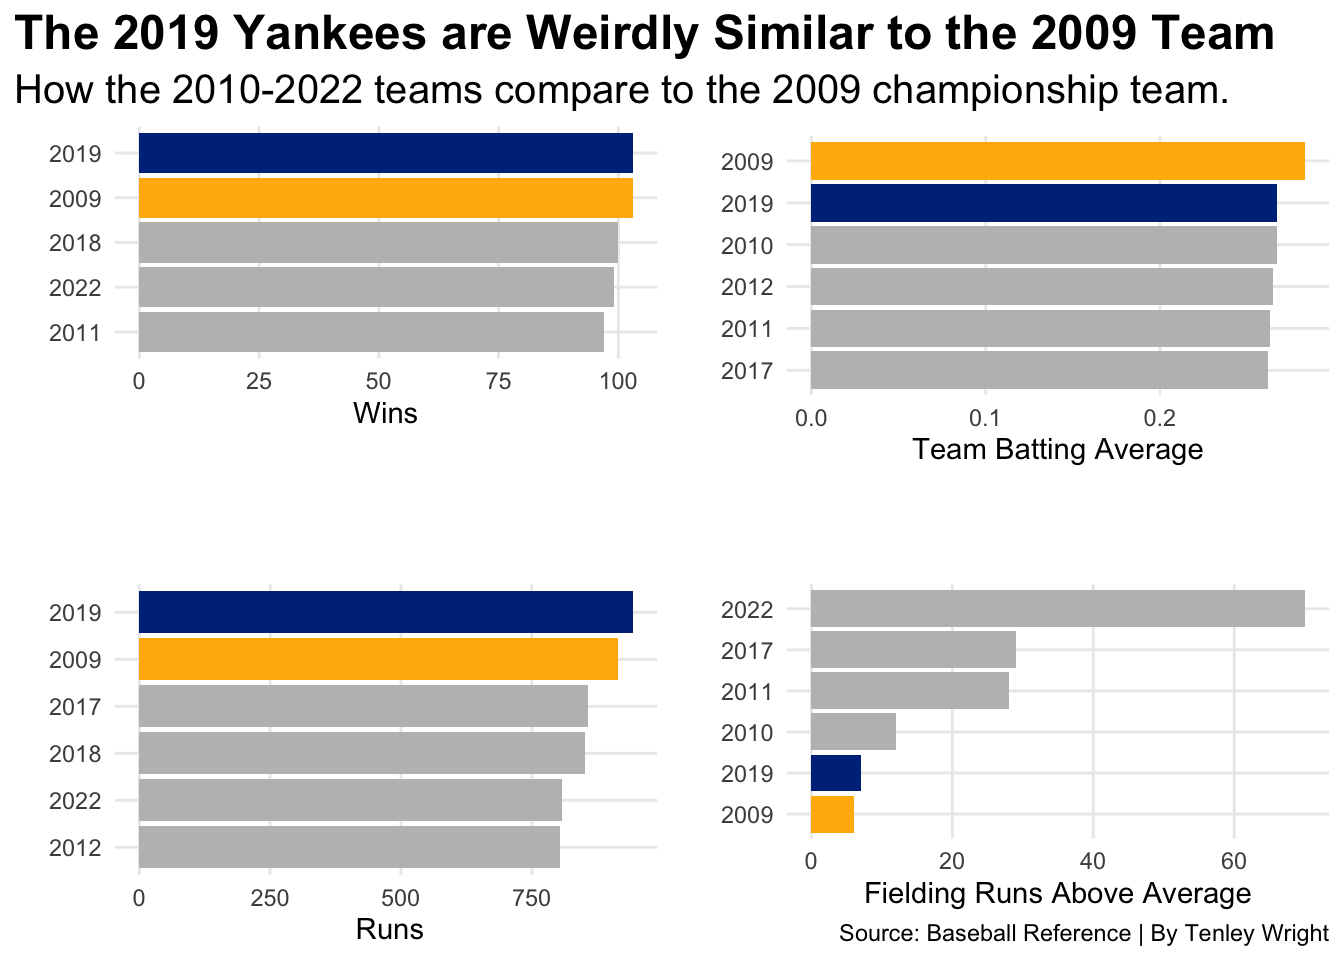 The 2019 Yankees are Weirdly Similar to the 2009 Team
How the 2010-2022 teams compare to the 2009 championship team.
2019
2009
2018
2022
2011
0 25 50 75 100
Wins
2009
2019
2010
2012
2011
2017
0.0 0.1 0.2
Team Batting Average
2019
2009
2017
2018
2022
2012
0 250 500 750
Runs
2022
2017
2011
2010
2019
2009
0 20 40 60
Fielding Runs Above Average
Source: Baseball Reference | By Tenley Wright